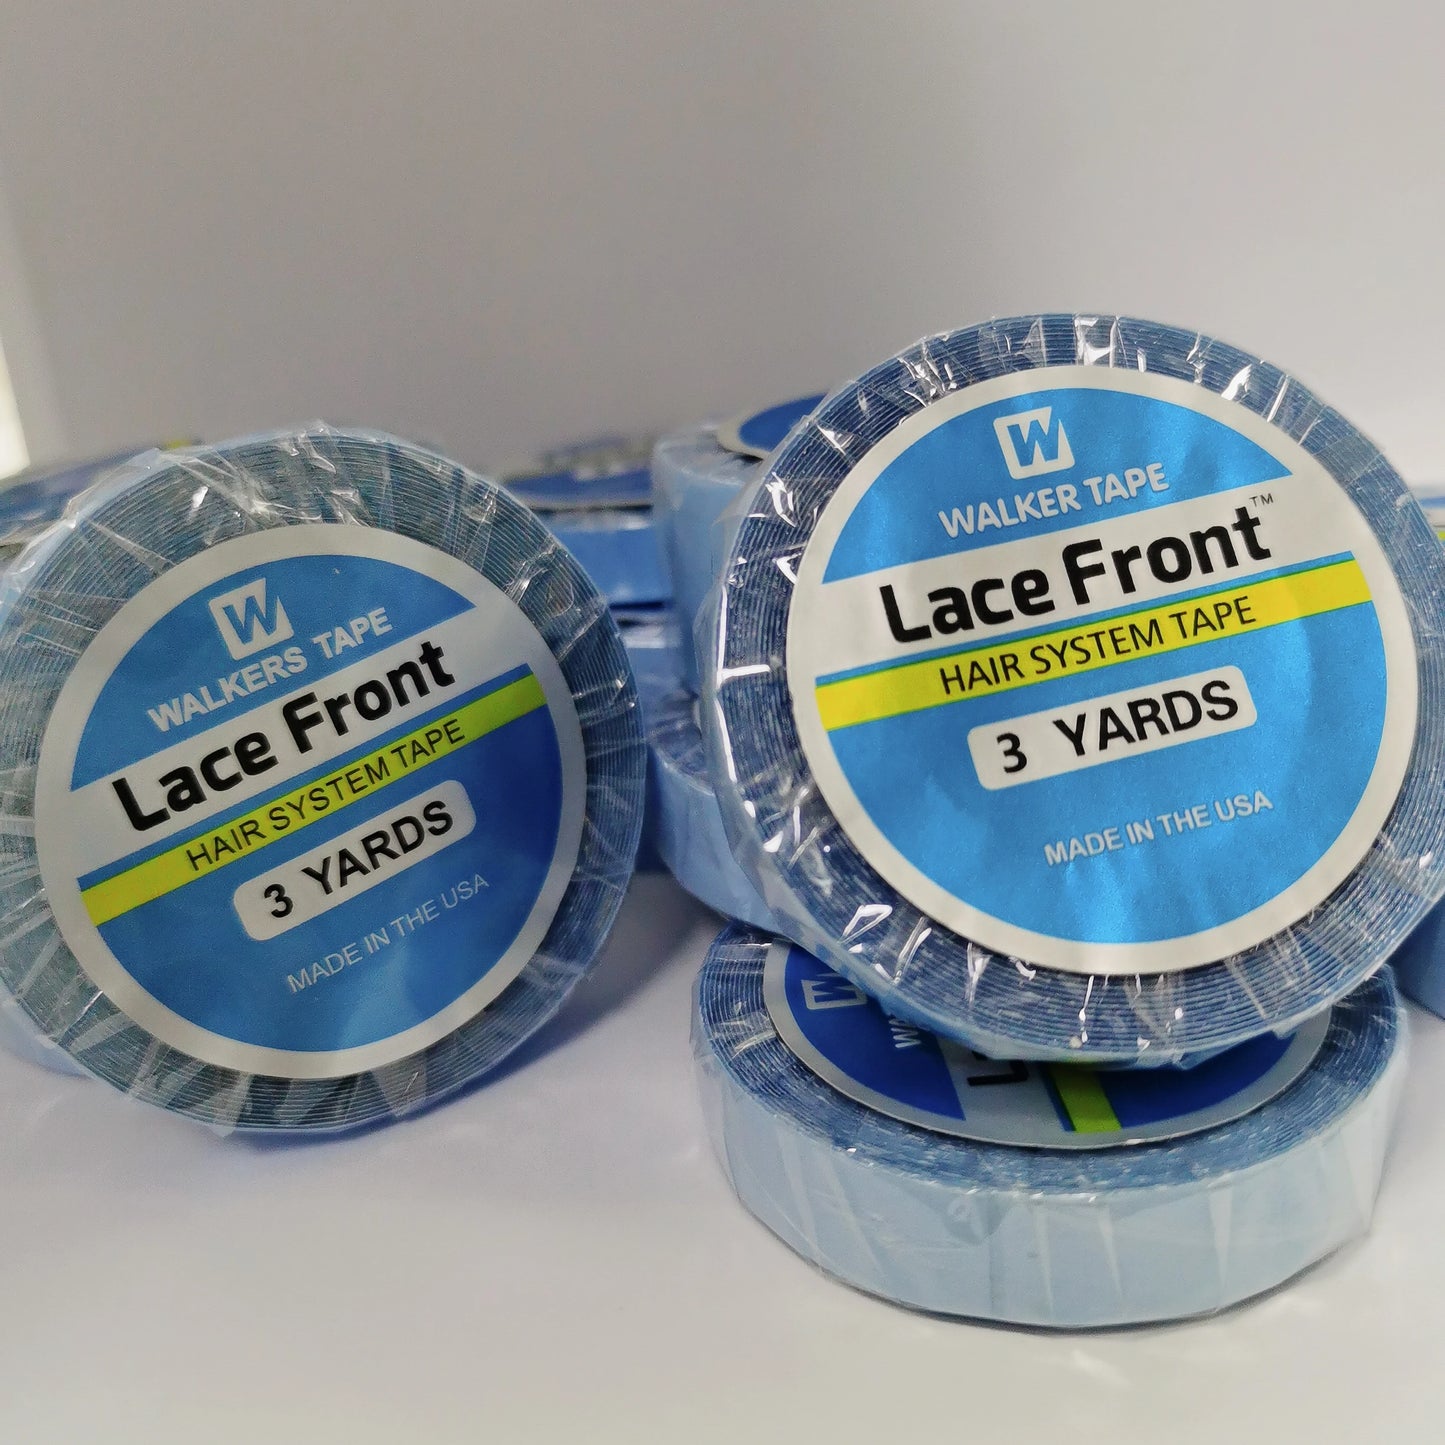 W
WALKERS TAPE
Lace Front
HAIR SYSTEM TAPE
3 YARDS
MADE IN THE USA
W
WALKER TAPE
Lace Front™
HAIR SYSTEM TAPE
3 YARDS
MADE IN THE USA
W